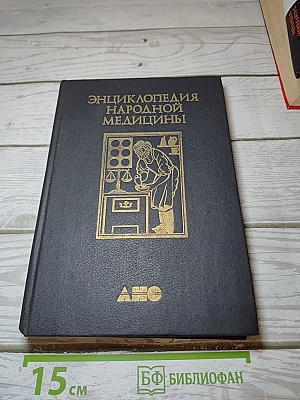 ЭНЦИКЛОПЕДИЯ
НАРОДНОЙ
МЕДИЦИНЫ
АНС
15 см
БФ БИБЛИОФАН